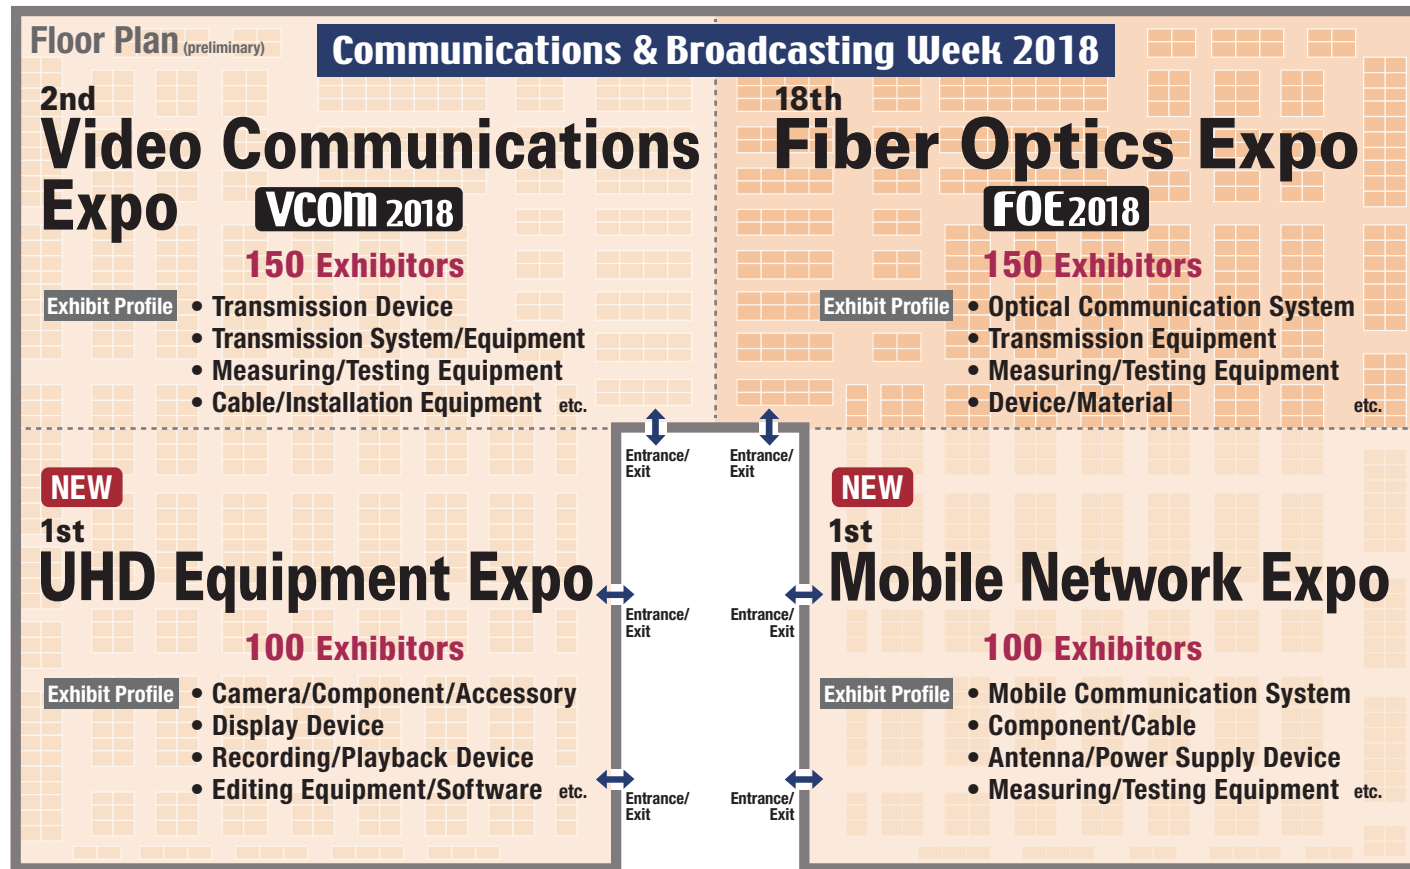 Floor Plan (preliminary)
Communications & Broadcasting Week 2018
2nd
Video Communications
Expo
VCOM 2018
150 Exhibitors
Exhibit Profile
• Transmission Device
• Transmission System/Equipment
• Measuring/Testing Equipment
• Cable/Installation Equipment etc.
18th
Fiber Optics Expo
FOE 2018
150 Exhibitors
Exhibit Profile
• Optical Communication System
• Transmission Equipment
• Measuring/Testing Equipment
• Device/Material etc.
Entrance/
Exit
Entrance/
Exit
NEW
1st
UHD Equipment Expo
100 Exhibitors
Exhibit Profile
• Camera/Component/Accessory
• Display Device
• Recording/Playback Device
• Editing Equipment/Software etc.
Entrance/
Exit
Entrance/
Exit
NEW
1st
Mobile Network Expo
100 Exhibitors
Exhibit Profile
• Mobile Communication System
• Component/Cable
• Antenna/Power Supply Device
• Measuring/Testing Equipment etc.
Entrance/
Exit
Entrance/
Exit